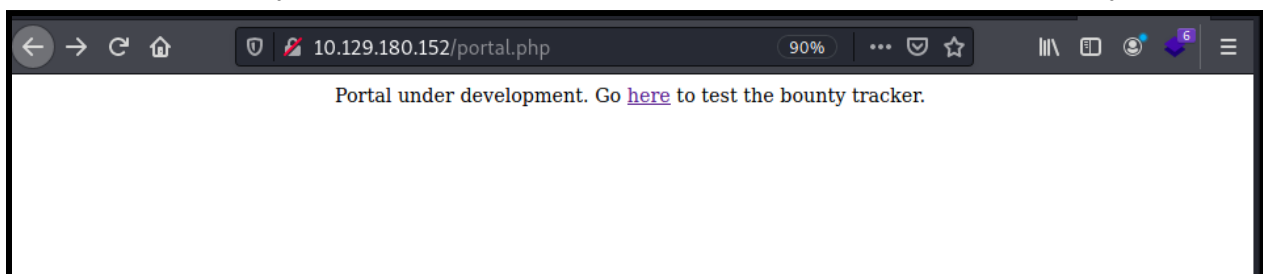 10.129.180.152/portal.php
90%
6
Portal under development. Go here to test the bounty tracker.